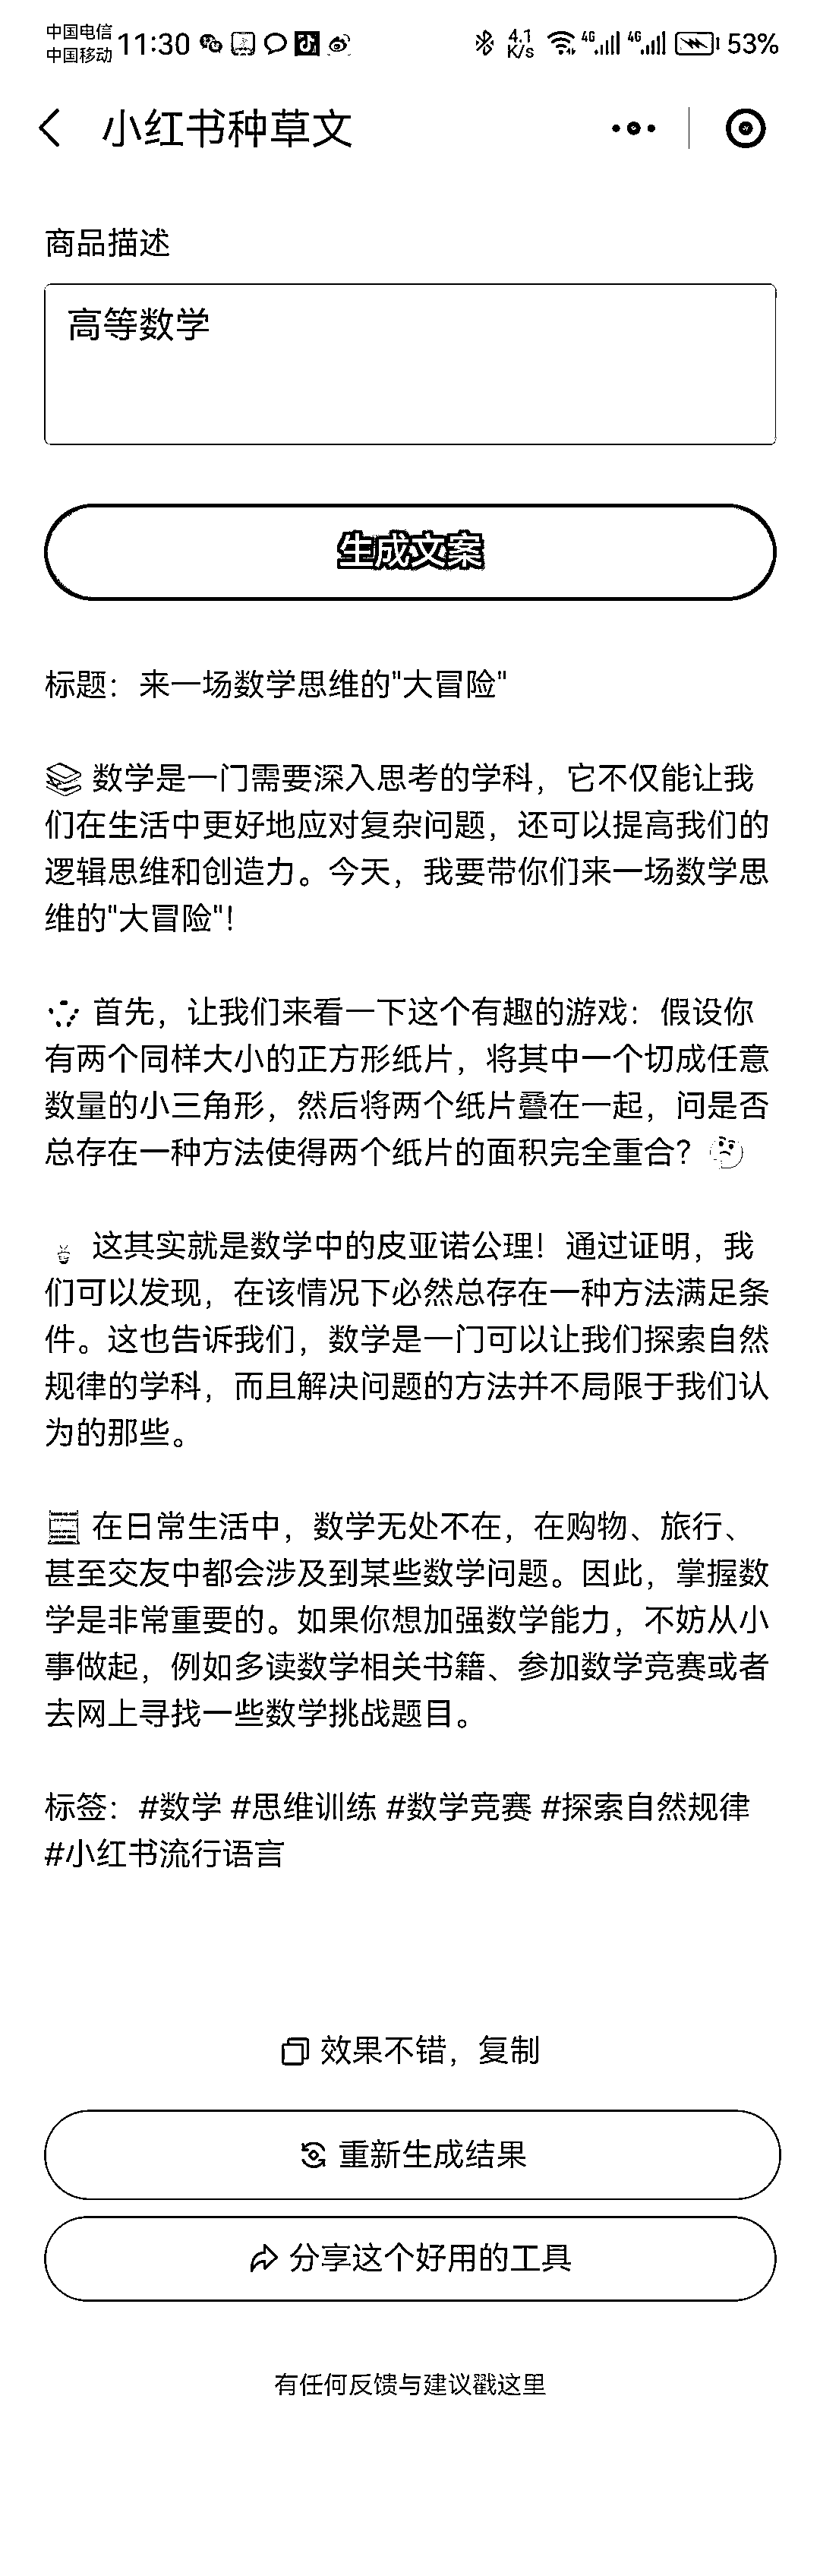 中国电信
中国移动 11:30 4.1 K/s 4G 4G 53%
小红书种草文
商品描述
高等数学
生成文案
标题：来一场数学思维的"大冒险"
📚 数学是一门需要深入思考的学科，它不仅能让我
们在生活中更好地应对复杂问题，还可以提高我们的
逻辑思维和创造力。今天，我要带你们来一场数学思
维的"大冒险"！
首先，让我们来看一下这个有趣的游戏：假设你
有两个同样大小的正方形纸片，将其中一个切成任意
数量的小三角形，然后将两个纸片叠在一起，问是否
总存在一种方法使得两个纸片的面积完全重合？🤔
这其实就是数学中的皮亚诺公理！通过证明，我
们可以发现，在该情况下必然总存在一种方法满足条
件。这也告诉我们，数学是一门可以让我们探索自然
规律的学科，而且解决问题的方法并不局限于我们认
为的那些。
在日常生活中，数学无处不在，在购物、旅行、
甚至交友中都会涉及到某些数学问题。因此，掌握数
学是非常重要的。如果你想加强数学能力，不妨从小
事做起，例如多读数学相关书籍、参加数学竞赛或者
去网上寻找一些数学挑战题目。
标签：#数学 #思维训练 #数学竞赛 #探索自然规律
#小红书流行语言
效果不错，复制
重新生成结果
分享这个好用的工具
有任何反馈与建议戳这里